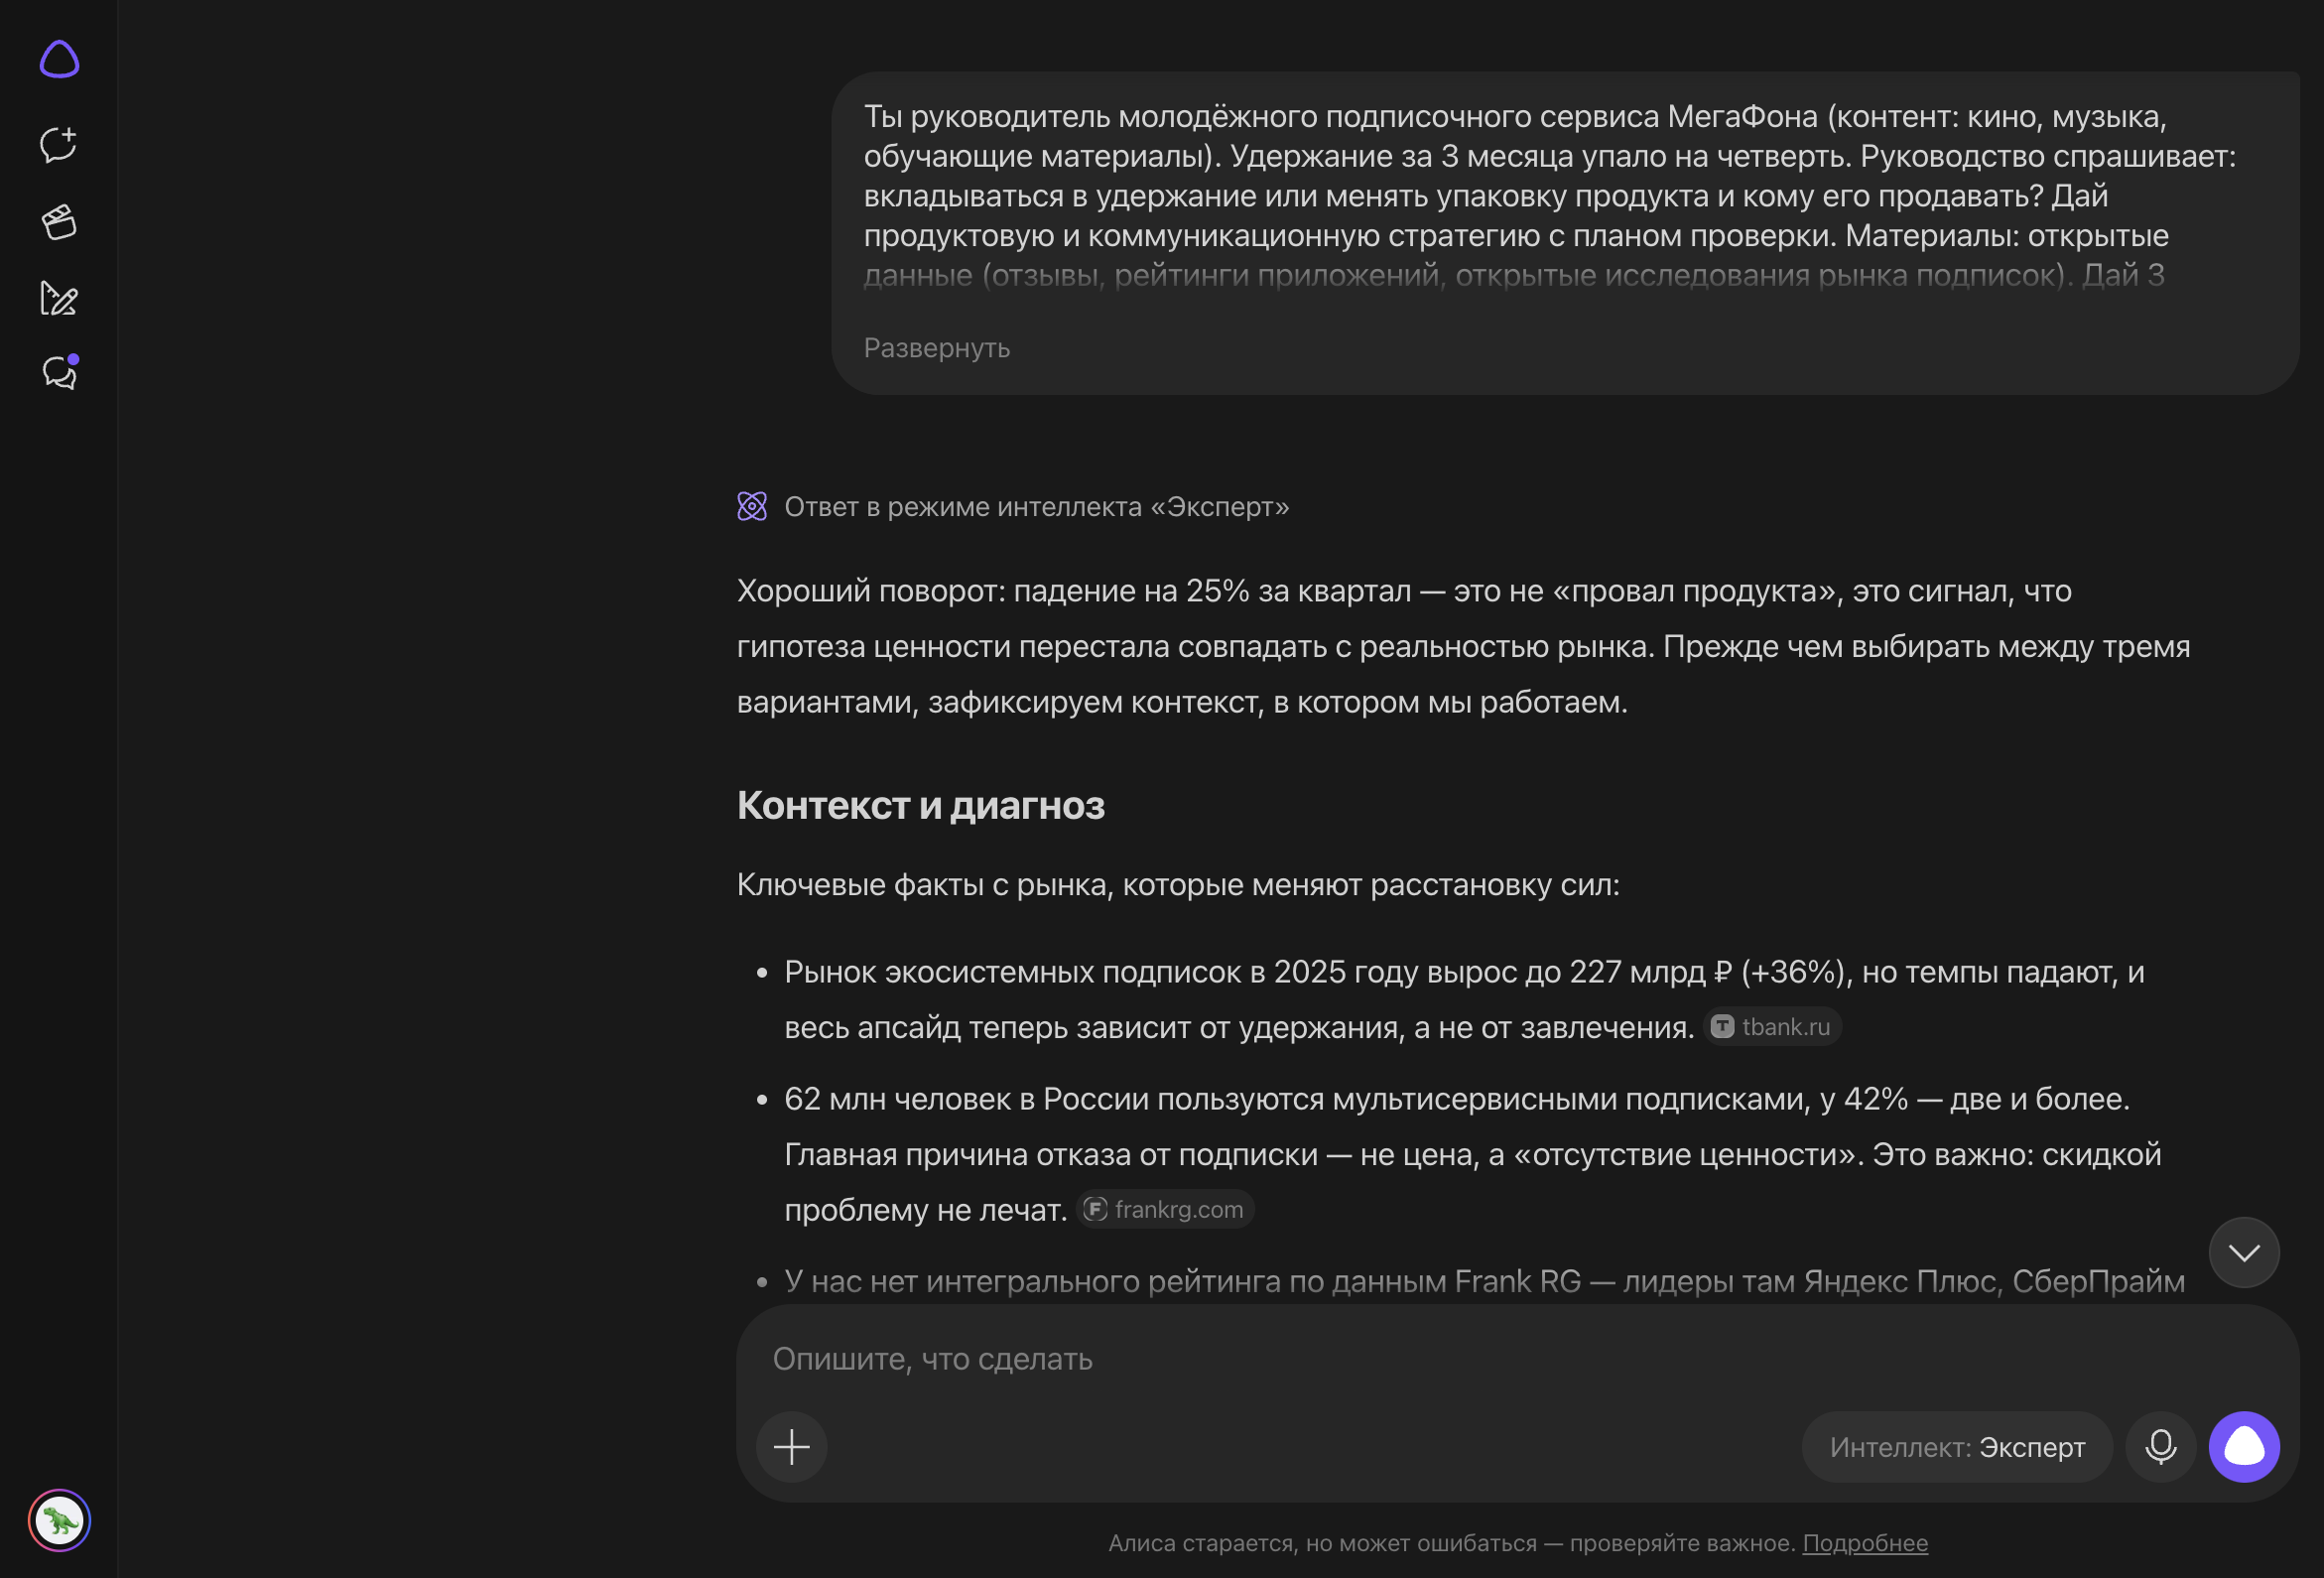 Ты руководитель молодёжного подписочного сервиса МегаФона (контент: кино, музыка,
обучающие материалы). Удержание за 3 месяца упало на четверть. Руководство спрашивает:
вкладываться в удержание или менять упаковку продукта и кому его продавать? Дай
продуктовую и коммуникационную стратегию с планом проверки. Материалы: открытые
данные (отзывы, рейтинги приложений, открытые исследования рынка подписок). Дай 3
Развернуть
Ответ в режиме интеллекта «Эксперт»
Хороший поворот: падение на 25% за квартал — это не «провал продукта», это сигнал, что
гипотеза ценности перестала совпадать с реальностью рынка. Прежде чем выбирать между тремя
вариантами, зафиксируем контекст, в котором мы работаем.
Контекст и диагноз
Ключевые факты с рынка, которые меняют расстановку сил:
• Рынок экосистемных подписок в 2025 году вырос до 227 млрд ₽ (+36%), но темпы падают, и
весь апсайд теперь зависит от удержания, а не от завлечения. T tbank.ru
• 62 млн человек в России пользуются мультисервисными подписками, у 42% — две и более.
Главная причина отказа от подписки — не цена, а «отсутствие ценности». Это важно: скидкой
проблему не лечат. F frankrg.com
• У нас нет интегрального рейтинга по данным Frank RG — лидеры там Яндекс Плюс, СберПрайм
Опишите, что сделать
Интеллект: Эксперт
Алиса старается, но может ошибаться — проверяйте важное. Подробнее